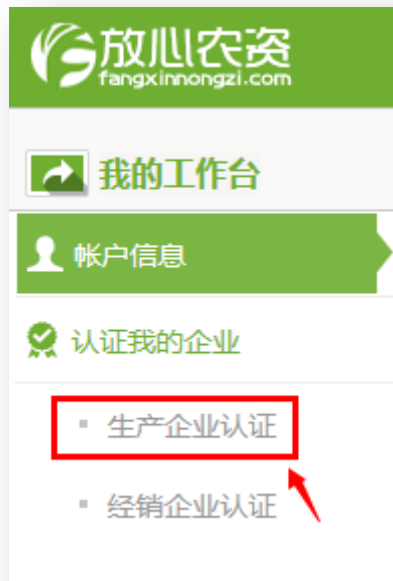 放心农资
fangxinnongzi.com
我的工作台
帐户信息
认证我的企业
生产企业认证
经销企业认证